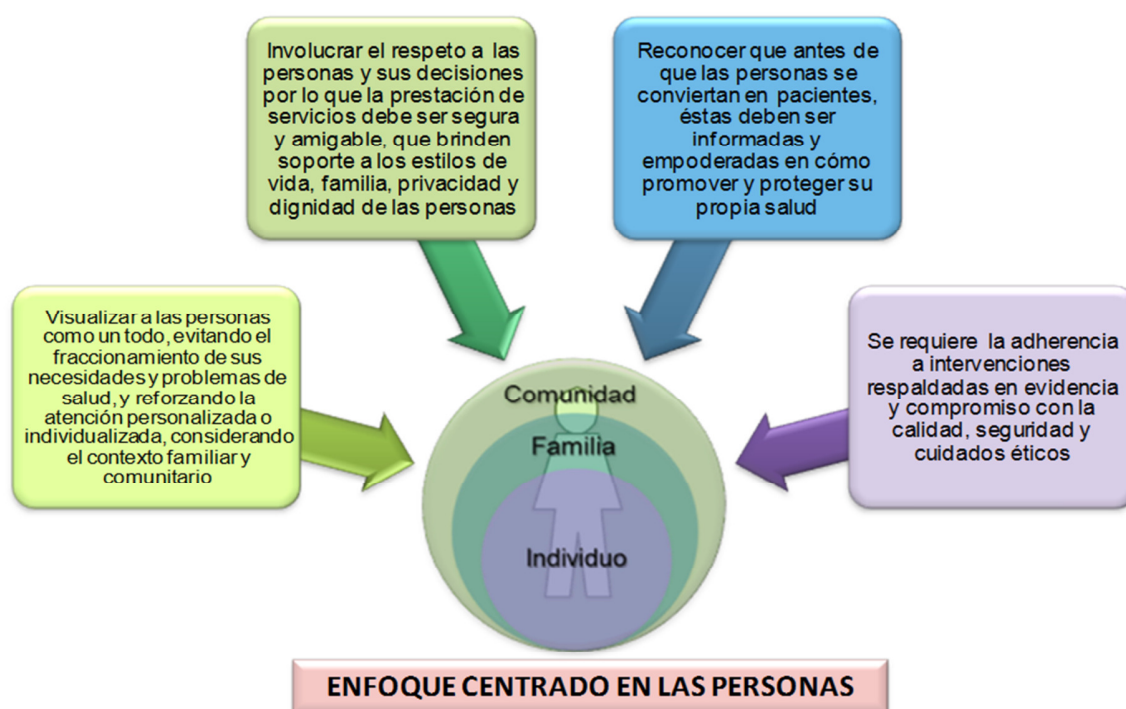 Involucrar el respeto a las
personas y sus decisiones
por lo que la prestación de
servicios debe ser segura
y amigable, que brinden
soporte a los estilos de
vida, familia, privacidad y
dignidad de las personas
Reconocer que antes de
que las personas se
conviertan en pacientes,
éstas deben ser
informadas y
empoderadas en cómo
promover y proteger su
propia salud
Visualizar a las personas
como un todo, evitando el
fraccionamiento de sus
necesidades y problemas de
salud, y reforzando la
atención personalizada o
individualizada, considerando
el contexto familiar y
comunitario
Se requiere la adherencia
a intervenciones
respaldadas en evidencia
y compromiso con la
calidad, seguridad y
cuidados éticos
Comunidad
Familia
Individuo
ENFOQUE CENTRADO EN LAS PERSONAS